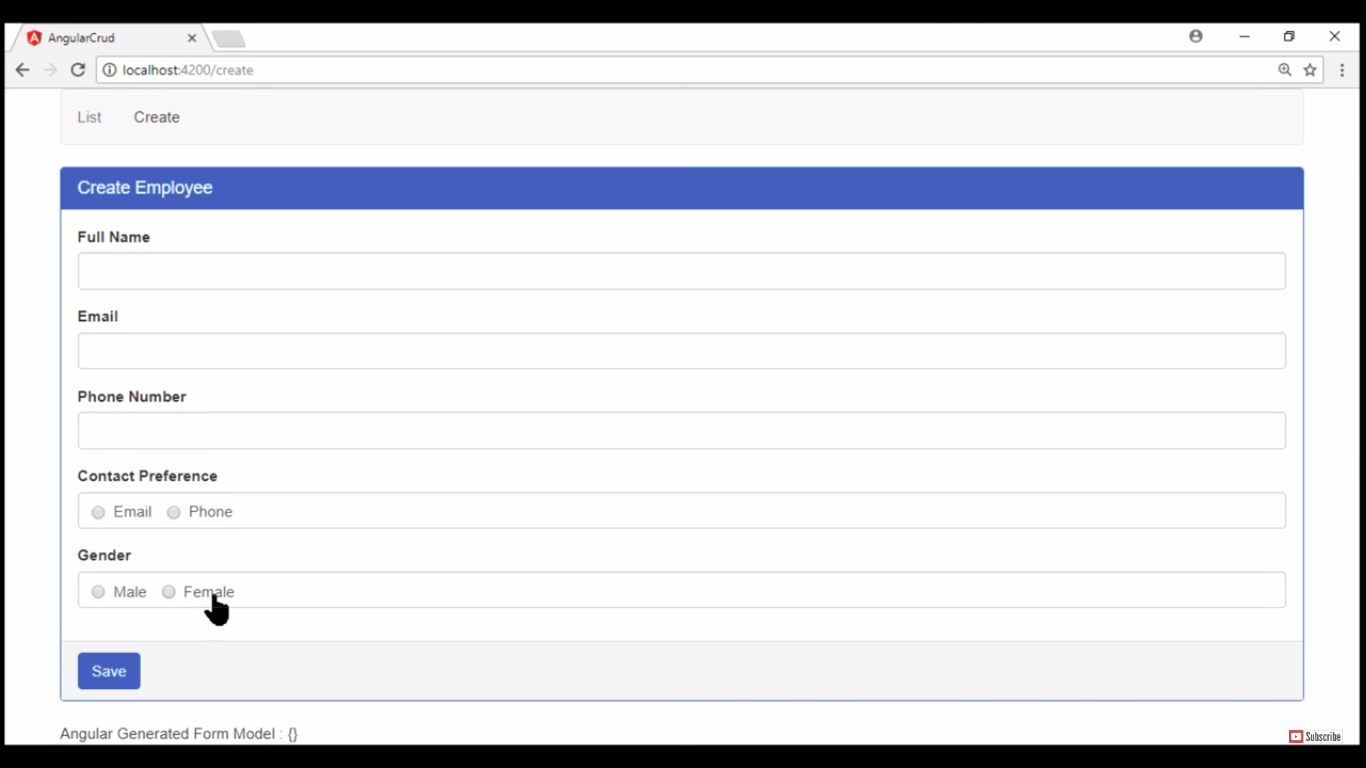 AngularCrud
localhost:4200/create
List Create
Create Employee
Full Name
Email
Phone Number
Contact Preference
Email Phone
Gender
Male Female
Save
Angular Generated Form Model : {}
Subscribe